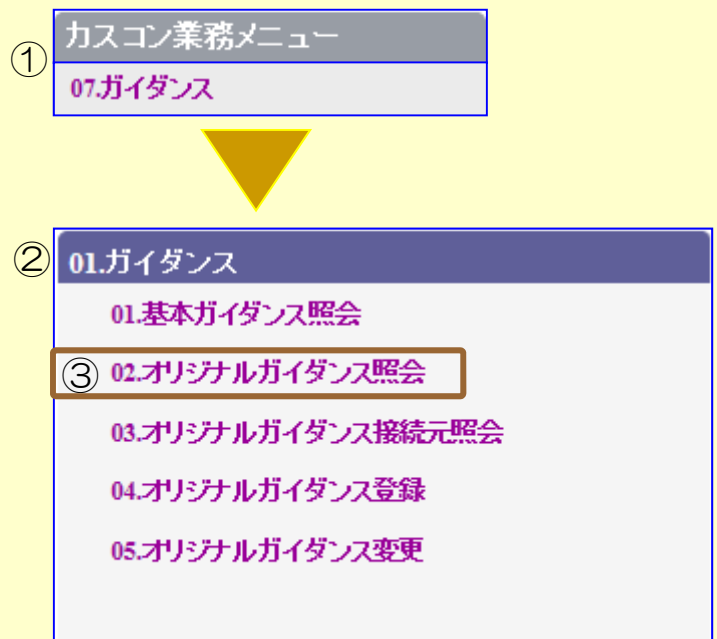 ① カスコン業務メニュー
07.ガイダンス
② 01.ガイダンス
01.基本ガイダンス照会
③ 02.オリジナルガイダンス照会
03.オリジナルガイダンス接続元照会
04.オリジナルガイダンス登録
05.オリジナルガイダンス変更